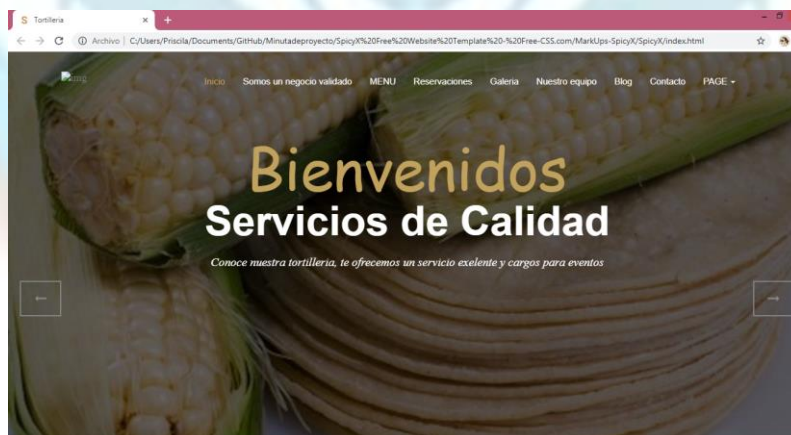 S Tortilleria
Archivo C:/Users/Priscila/Documents/GitHub/Minutadeproyecto/SpicyX%20Free%20Website%20Template%20-%20Free-CSS.com/MarkUps-SpicyX/SpicyX/index.html
img Inicio Somos un negocio validado MENU Reservaciones Galeria Nuestro equipo Blog Contacto PAGE
Bienvenidos
Servicios de Calidad
Conoce nuestra tortilleria, te ofrecemos un servicio exelente y cargos para eventos